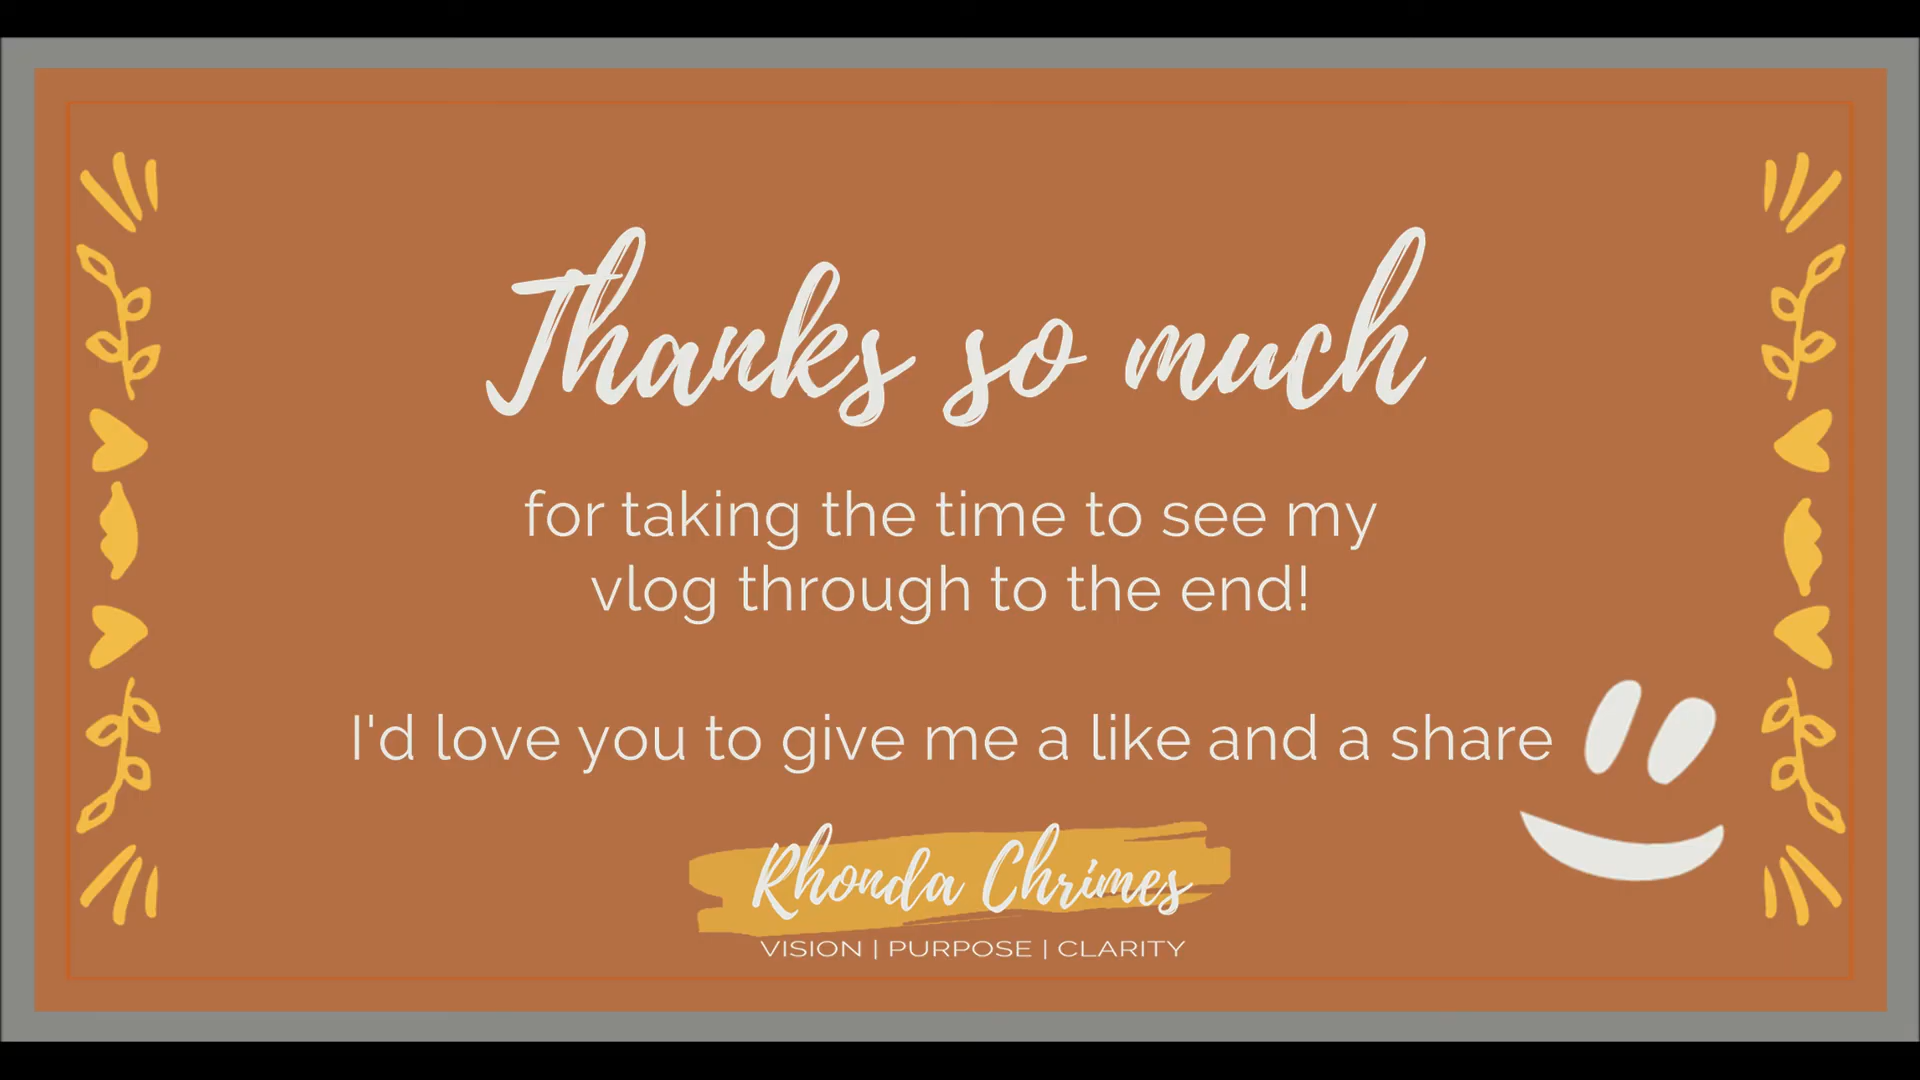 Thanks so much
for taking the time to see my
vlog through to the end!
I'd love you to give me a like and a share
Rhonda Chrimes
VISION | PURPOSE | CLARITY